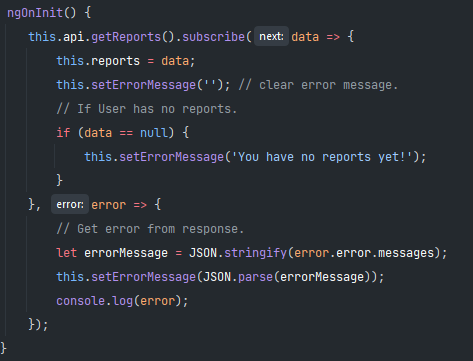 ngOnInit() {
this.api.getReports().subscribe( next: data => {
this.reports = data;
this.setErrorMessage(''); // clear error message.
// If User has no reports.
if (data == null) {
this.setErrorMessage('You have no reports yet!');
}
}, error: error => {
// Get error from response.
let errorMessage = JSON.stringify(error.error.messages);
this.setErrorMessage(JSON.parse(errorMessage));
console.log(error);
});
}